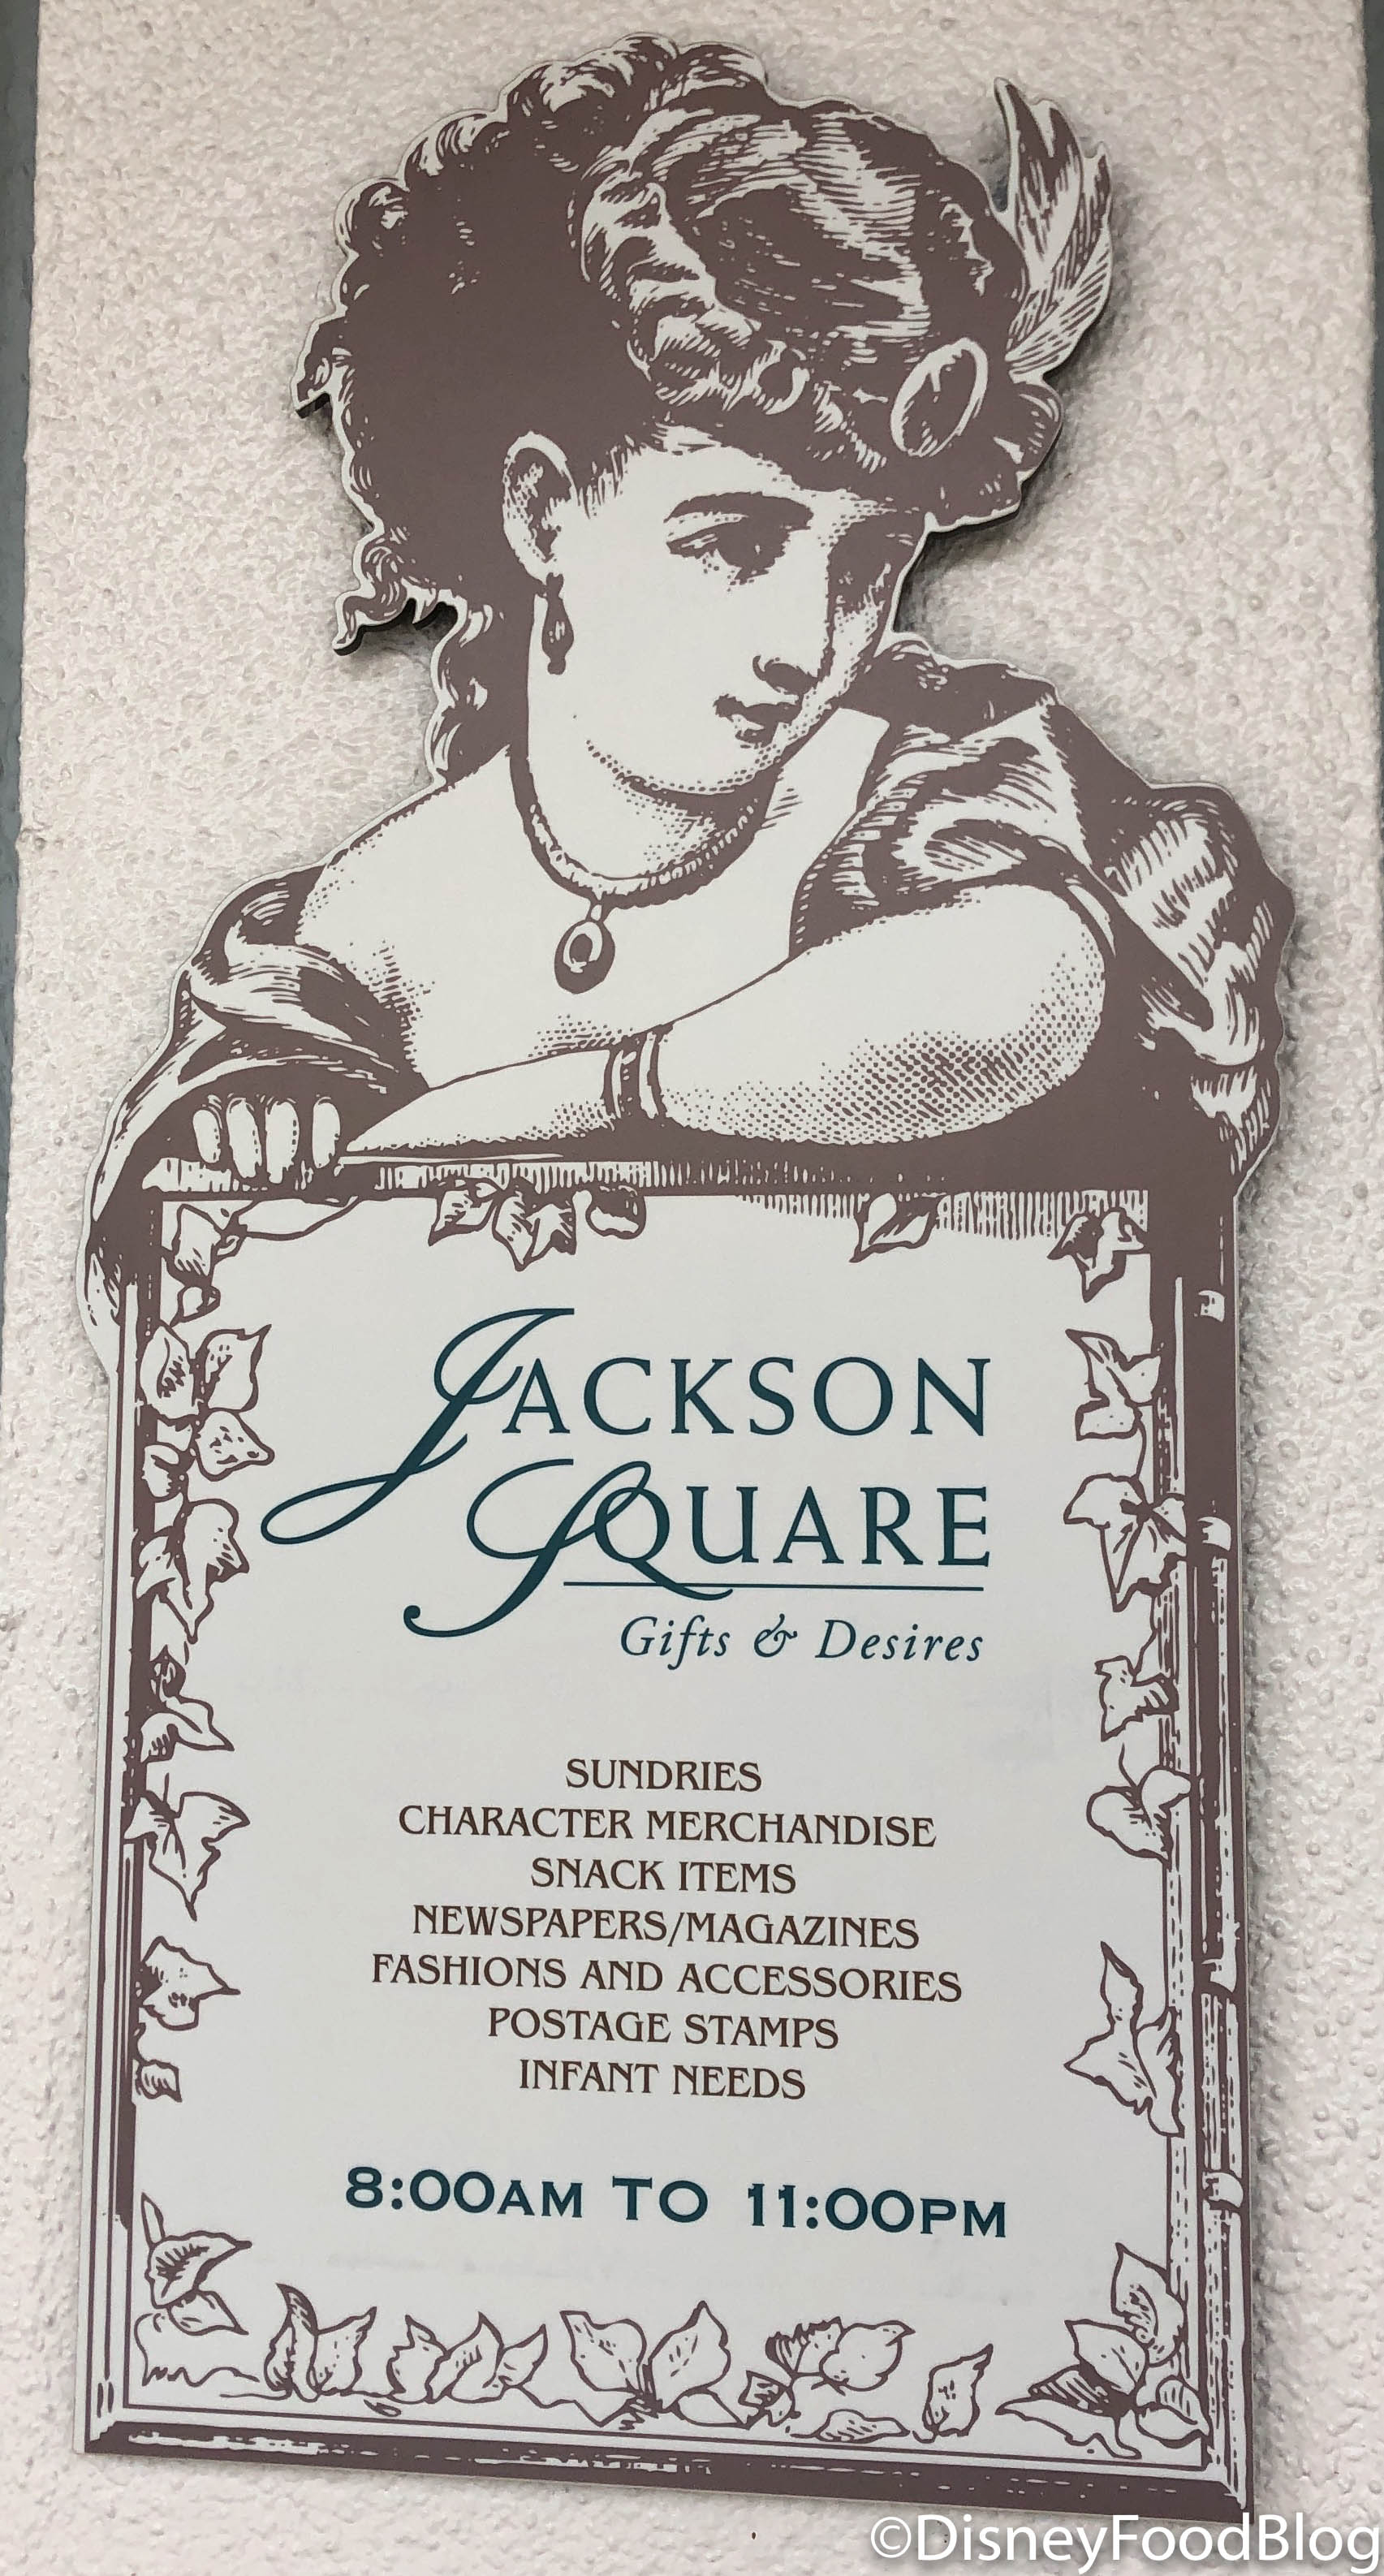 JACKSON
SQUARE
Gifts & Desires
SUNDRIES
CHARACTER MERCHANDISE
SNACK ITEMS
NEWSPAPERS/MAGAZINES
FASHIONS AND ACCESSORIES
POSTAGE STAMPS
INFANT NEEDS
8:00AM TO 11:00PM
©DisneyFoodBlog